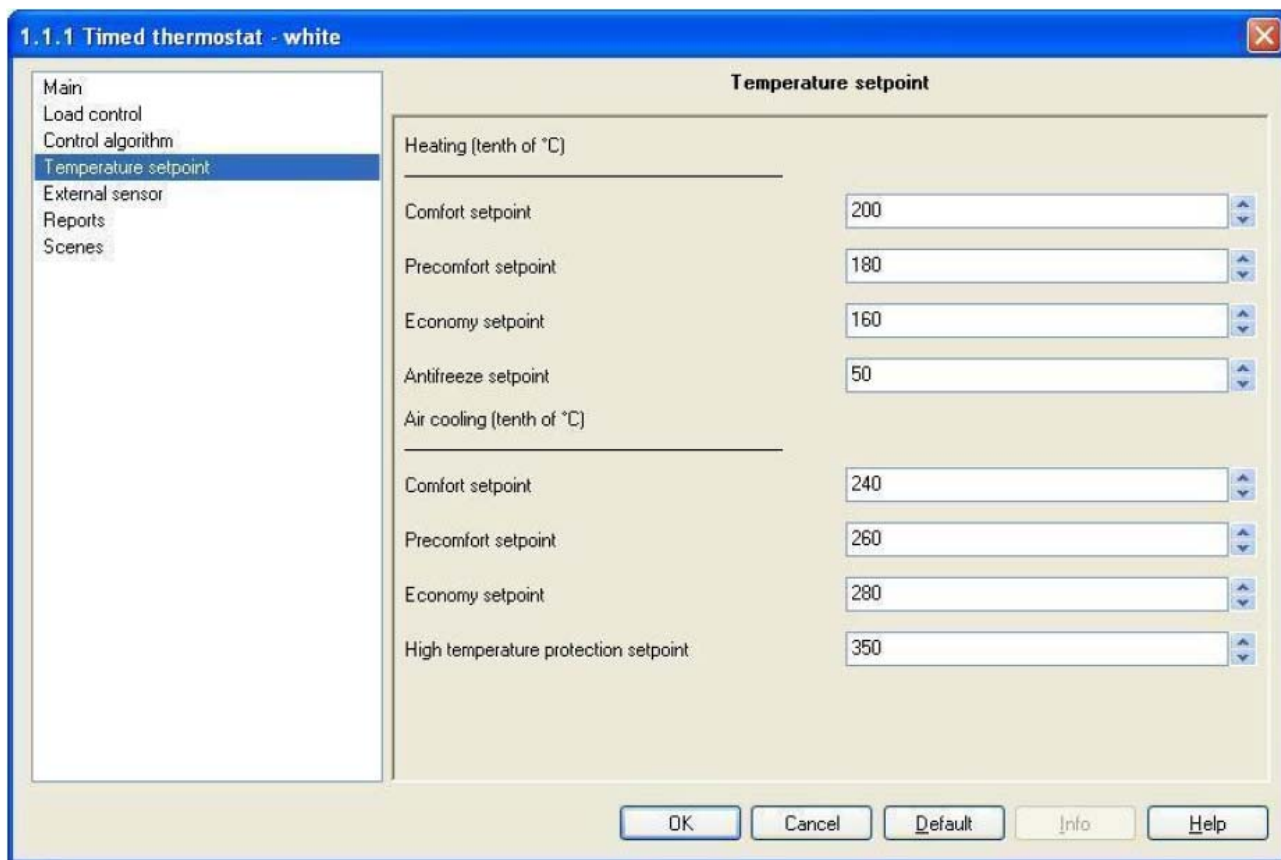 1.1.1 Timed thermostat - white
Main
Load control
Control algorithm
Temperature setpoint
External sensor
Reports
Scenes
Temperature setpoint
Heating (tenth of °C)
Comfort setpoint 200
Precomfort setpoint 180
Economy setpoint 160
Antifreeze setpoint 50
Air cooling (tenth of °C)
Comfort setpoint 240
Precomfort setpoint 260
Economy setpoint 280
High temperature protection setpoint 350
OK Cancel Default Info Help